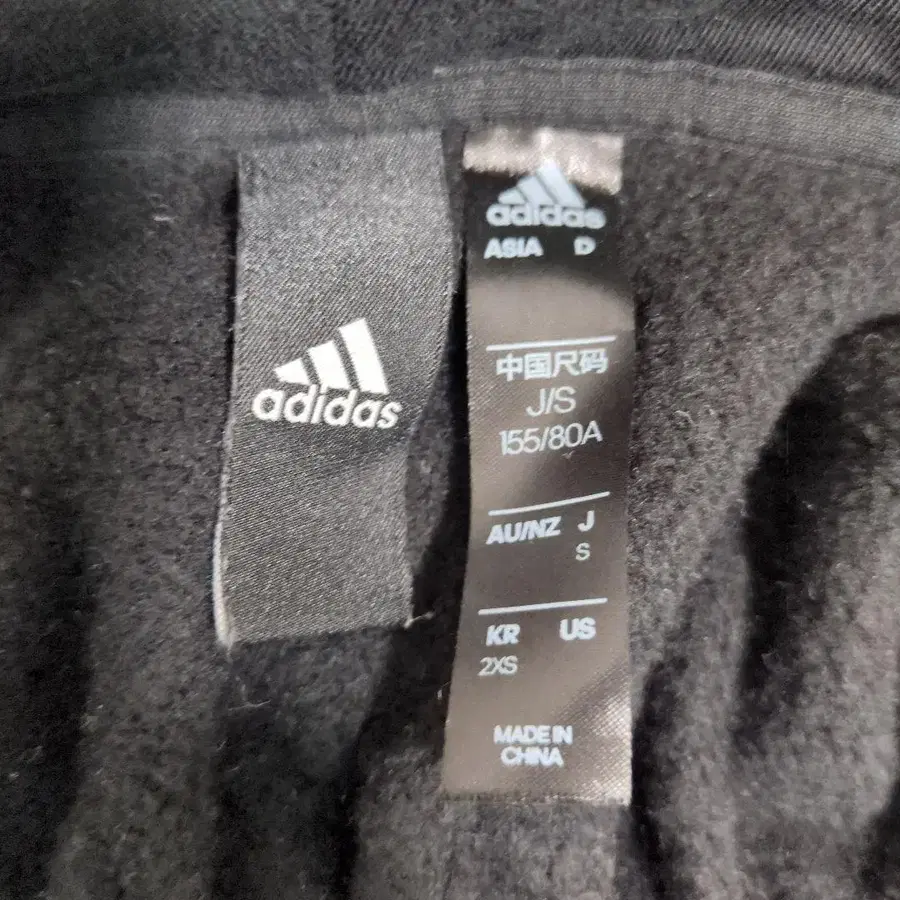 adidas
adidas
ASIA D
中国尺码
J/S
155/80A
AU/NZ J
S
KR US
2XS
MADE IN
CHINA